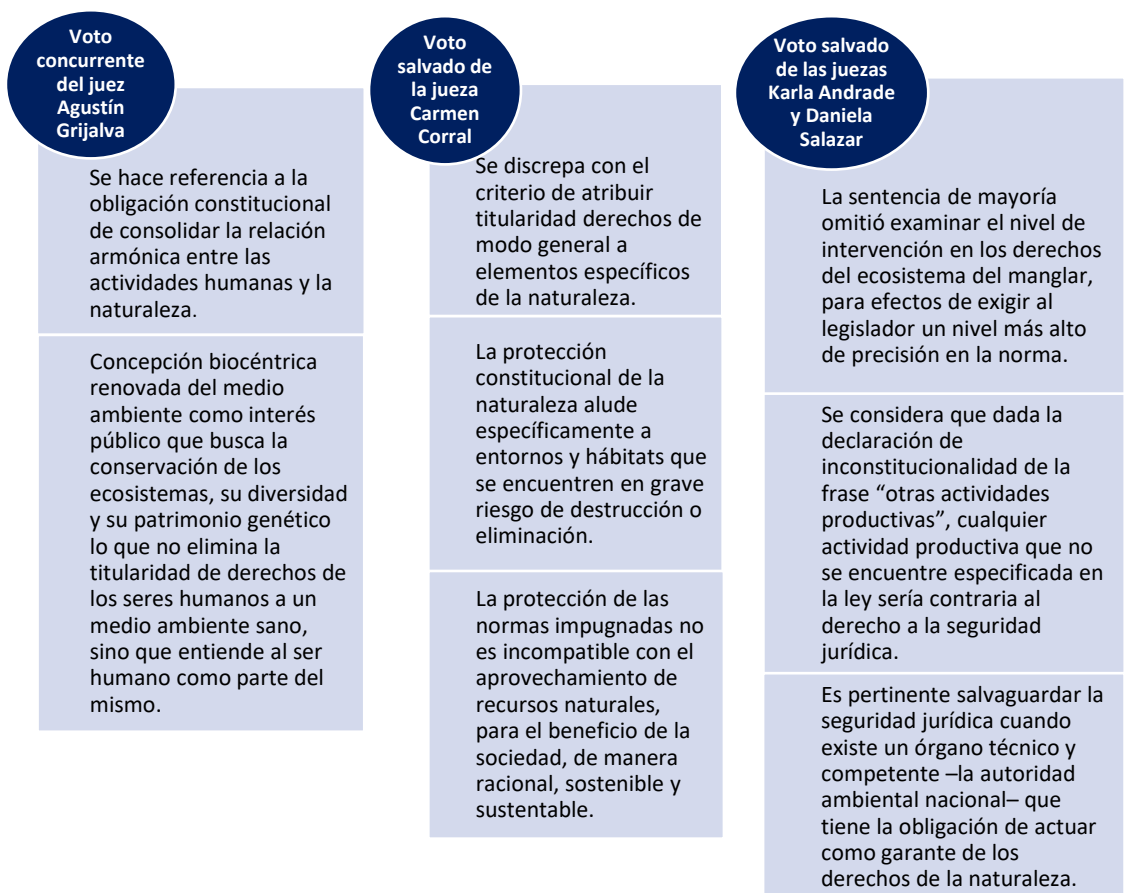 Voto
concurrente
del juez
Agustín
Grijalva
Se hace referencia a la
obligación constitucional
de consolidar la relación
armónica entre las
actividades humanas y la
naturaleza.
Concepción biocéntrica
renovada del medio
ambiente como interés
público que busca la
conservación de los
ecosistemas, su diversidad
y su patrimonio genético
lo que no elimina la
titularidad de derechos de
los seres humanos a un
medio ambiente sano,
sino que entiende al ser
humano como parte del
mismo.
Voto
salvado de
la jueza
Carmen
Corral
Se discrepa con el
criterio de atribuir
titularidad derechos de
modo general a
elementos específicos
de la naturaleza.
La protección
constitucional de la
naturaleza alude
específicamente a
entornos y hábitats que
se encuentren en grave
riesgo de destrucción o
eliminación.
La protección de las
normas impugnadas no
es incompatible con el
aprovechamiento de
recursos naturales,
para el beneficio de la
sociedad, de manera
racional, sostenible y
sustentable.
Voto salvado
de las juezas
Karla Andrade
y Daniela
Salazar
La sentencia de mayoría
omitió examinar el nivel de
intervención en los derechos
del ecosistema del manglar,
para efectos de exigir al
legislador un nivel más alto
de precisión en la norma.
Se considera que dada la
declaración de
inconstitucionalidad de la
frase “otras actividades
productivas”, cualquier
actividad productiva que no
se encuentre especificada en
la ley sería contraria al
derecho a la seguridad
jurídica.
Es pertinente salvaguardar la
seguridad jurídica cuando
existe un órgano técnico y
competente –la autoridad
ambiental nacional– que
tiene la obligación de actuar
como garante de los
derechos de la naturaleza.